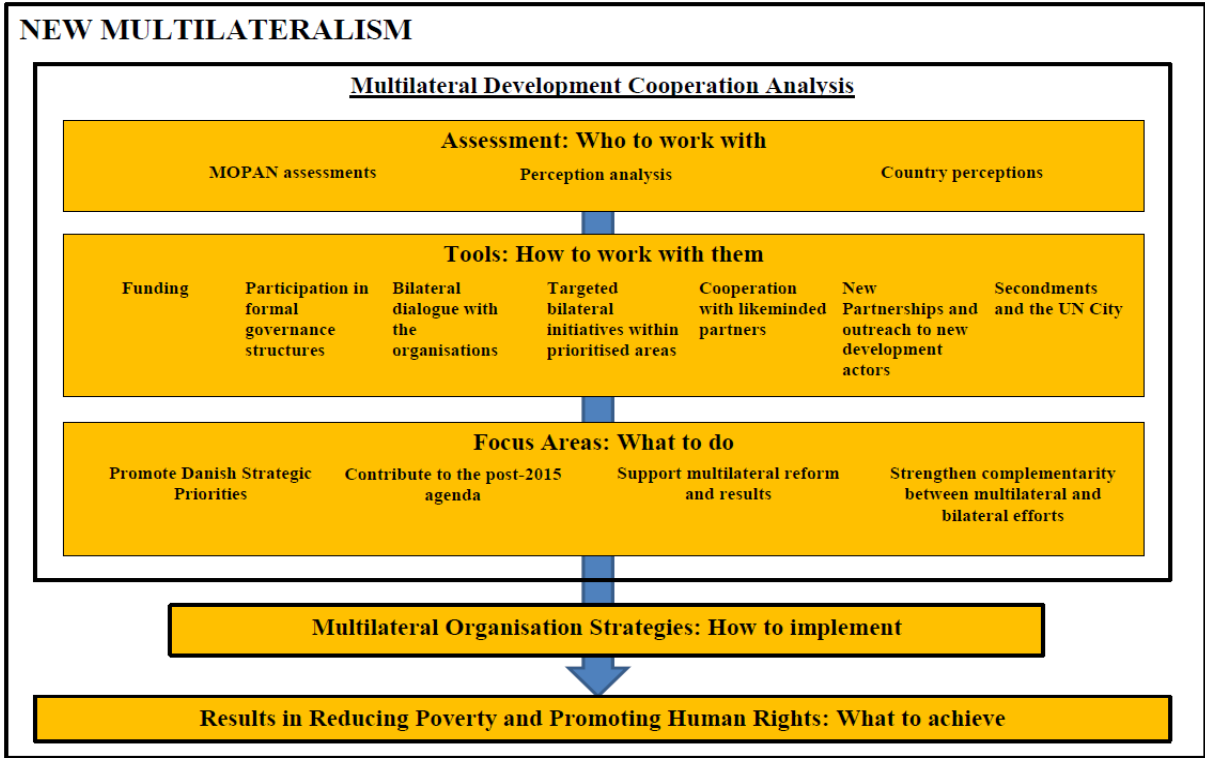 NEW MULTILATERALISM
Multilateral Development Cooperation Analysis
Assessment: Who to work with
MOPAN assessments
Perception analysis
Country perceptions
Tools: How to work with them
Funding
Participation in
formal
governance
structures
Bilateral
dialogue with
the
organisations
Targeted
bilateral
initiatives within
prioritised areas
Cooperation
with likeminded
partners
New
Partnerships and
outreach to new
development
actors
Secondments
and the UN City
Focus Areas: What to do
Promote Danish Strategic
Priorities
Contribute to the post-2015
agenda
Support multilateral reform
and results
Strengthen complementarity
between multilateral and
bilateral efforts
Multilateral Organisation Strategies: How to implement
Results in Reducing Poverty and Promoting Human Rights: What to achieve